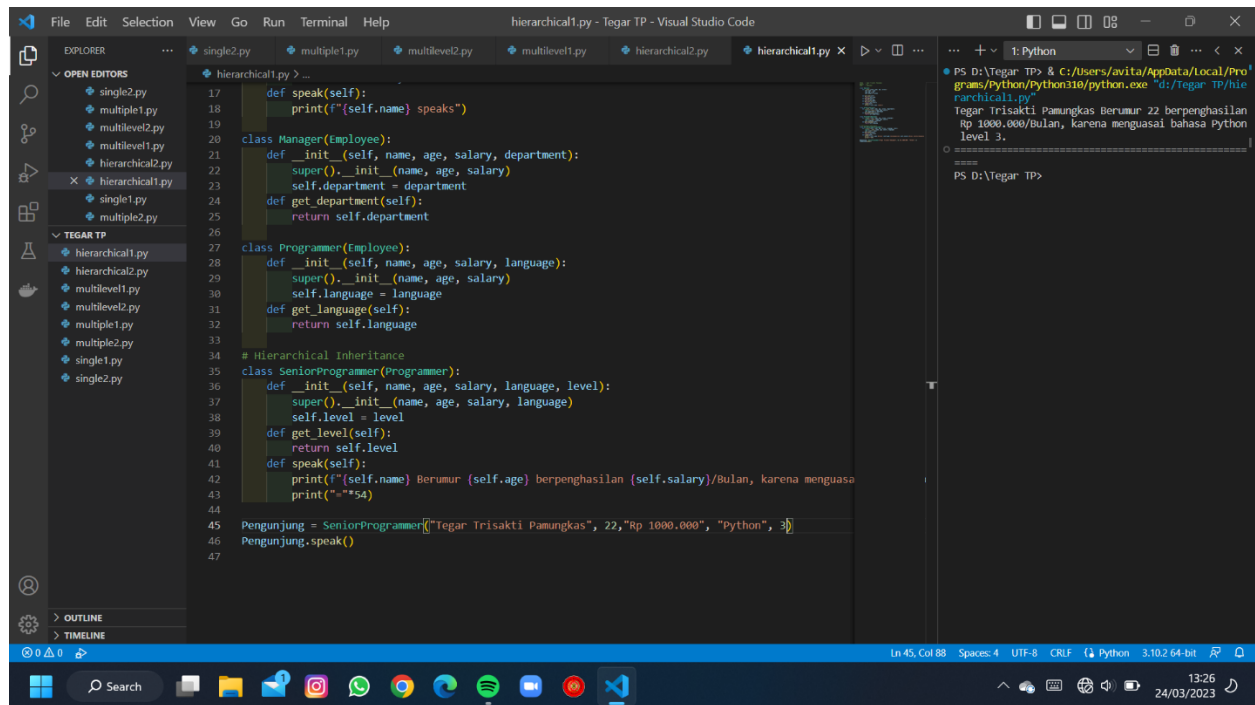 File Edit Selection View Go Run Terminal Help
hierarchical1.py - Tegar TP - Visual Studio Code
EXPLORER
OPEN EDITORS
single2.py
multiple1.py
multilevel2.py
multilevel1.py
hierarchical2.py
hierarchical1.py
single1.py
multiple2.py
TEGAR TP
hierarchical1.py
hierarchical2.py
multilevel1.py
multilevel2.py
multiple1.py
multiple2.py
single1.py
single2.py
OUTLINE
TIMELINE
single2.py multiple1.py multilevel2.py multilevel1.py hierarchical2.py hierarchical1.py
hierarchical1.py > ...
17 def speak(self):
18 print(f"{self.name} speaks")
19
20 class Manager(Employee):
21 def __init__(self, name, age, salary, department):
22 super().__init__(name, age, salary)
23 self.department = department
24 def get_department(self):
25 return self.department
26
27 class Programmer(Employee):
28 def __init__(self, name, age, salary, language):
29 super().__init__(name, age, salary)
30 self.language = language
31 def get_language(self):
32 return self.language
33
34 # Hierarchical Inheritance
35 class SeniorProgrammer(Programmer):
36 def __init__(self, name, age, salary, language, level):
37 super().__init__(name, age, salary, language)
38 self.level = level
39 def get_level(self):
40 return self.level
41 def speak(self):
42 print(f"{self.name} Berumur {self.age} berpenghasilan {self.salary}/Bulan, karena menguasa
43 print("="*54)
44
45 Pengunjung = SeniorProgrammer("Tegar Trisakti Pamungkas", 22,"Rp 1000.000", "Python", 3)
46 Pengunjung.speak()
47
1: Python
PS D:\Tegar TP> & C:/Users/avita/AppData/Local/Pro
grams/Python/Python310/python.exe "d:/Tegar TP/hie
rarchical1.py"
Tegar Trisakti Pamungkas Berumur 22 berpenghasilan
Rp 1000.000/Bulan, karena menguasai bahasa Python
level 3.
==================================================
====
PS D:\Tegar TP>
0 0
Ln 45, Col 88 Spaces: 4 UTF-8 CRLF Python 3.10.2 64-bit
Search
1
13:26
24/03/2023